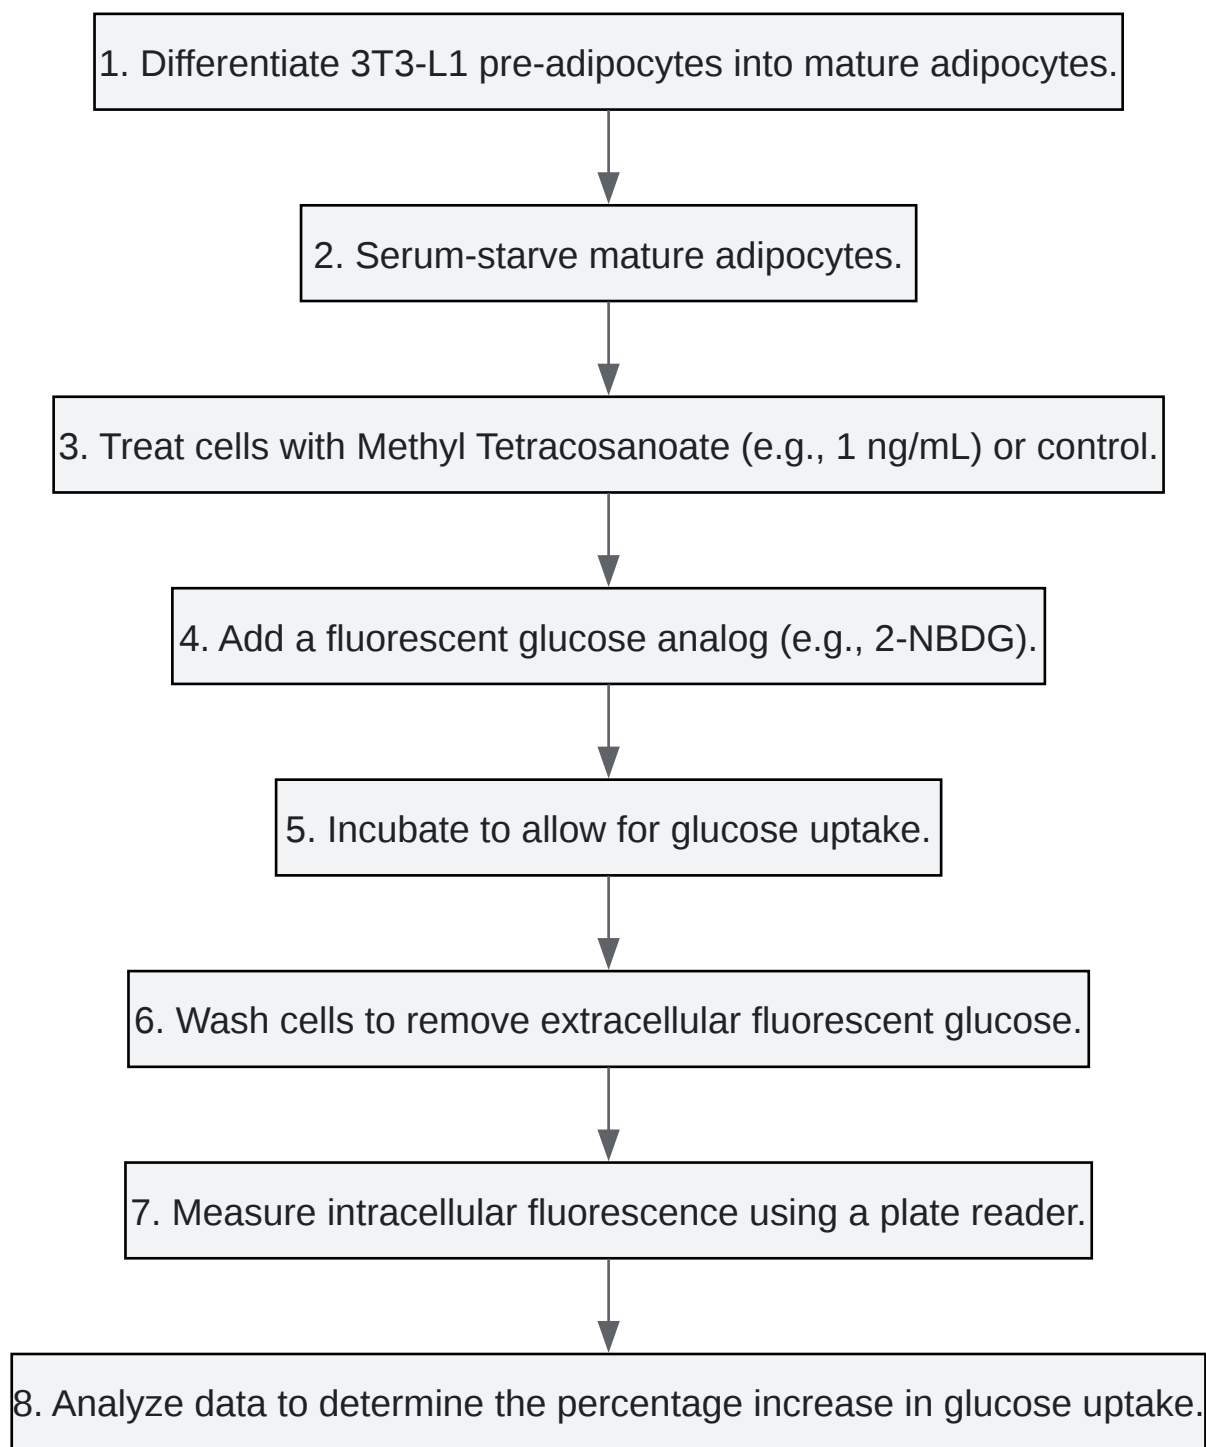 1. Differentiate 3T3-L1 pre-adipocytes into mature adipocytes.
2. Serum-starve mature adipocytes.
3. Treat cells with Methyl Tetracosanoate (e.g., 1 ng/mL) or control.
4. Add a fluorescent glucose analog (e.g., 2-NBDG).
5. Incubate to allow for glucose uptake.
6. Wash cells to remove extracellular fluorescent glucose.
7. Measure intracellular fluorescence using a plate reader.
8. Analyze data to determine the percentage increase in glucose uptake.